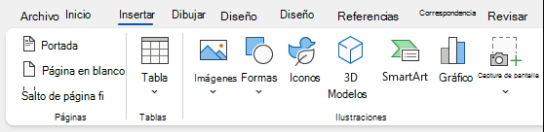 Archivo Inicio Insertar Dibujar Diseño Diseño Referencias Correspondencia Revisar
Portada
Página en blanco
Salto de página fi
Páginas
Tabla
Tablas
Imágenes Formas Iconos 3D Modelos SmartArt Gráfico Captura de pantalla
Ilustraciones